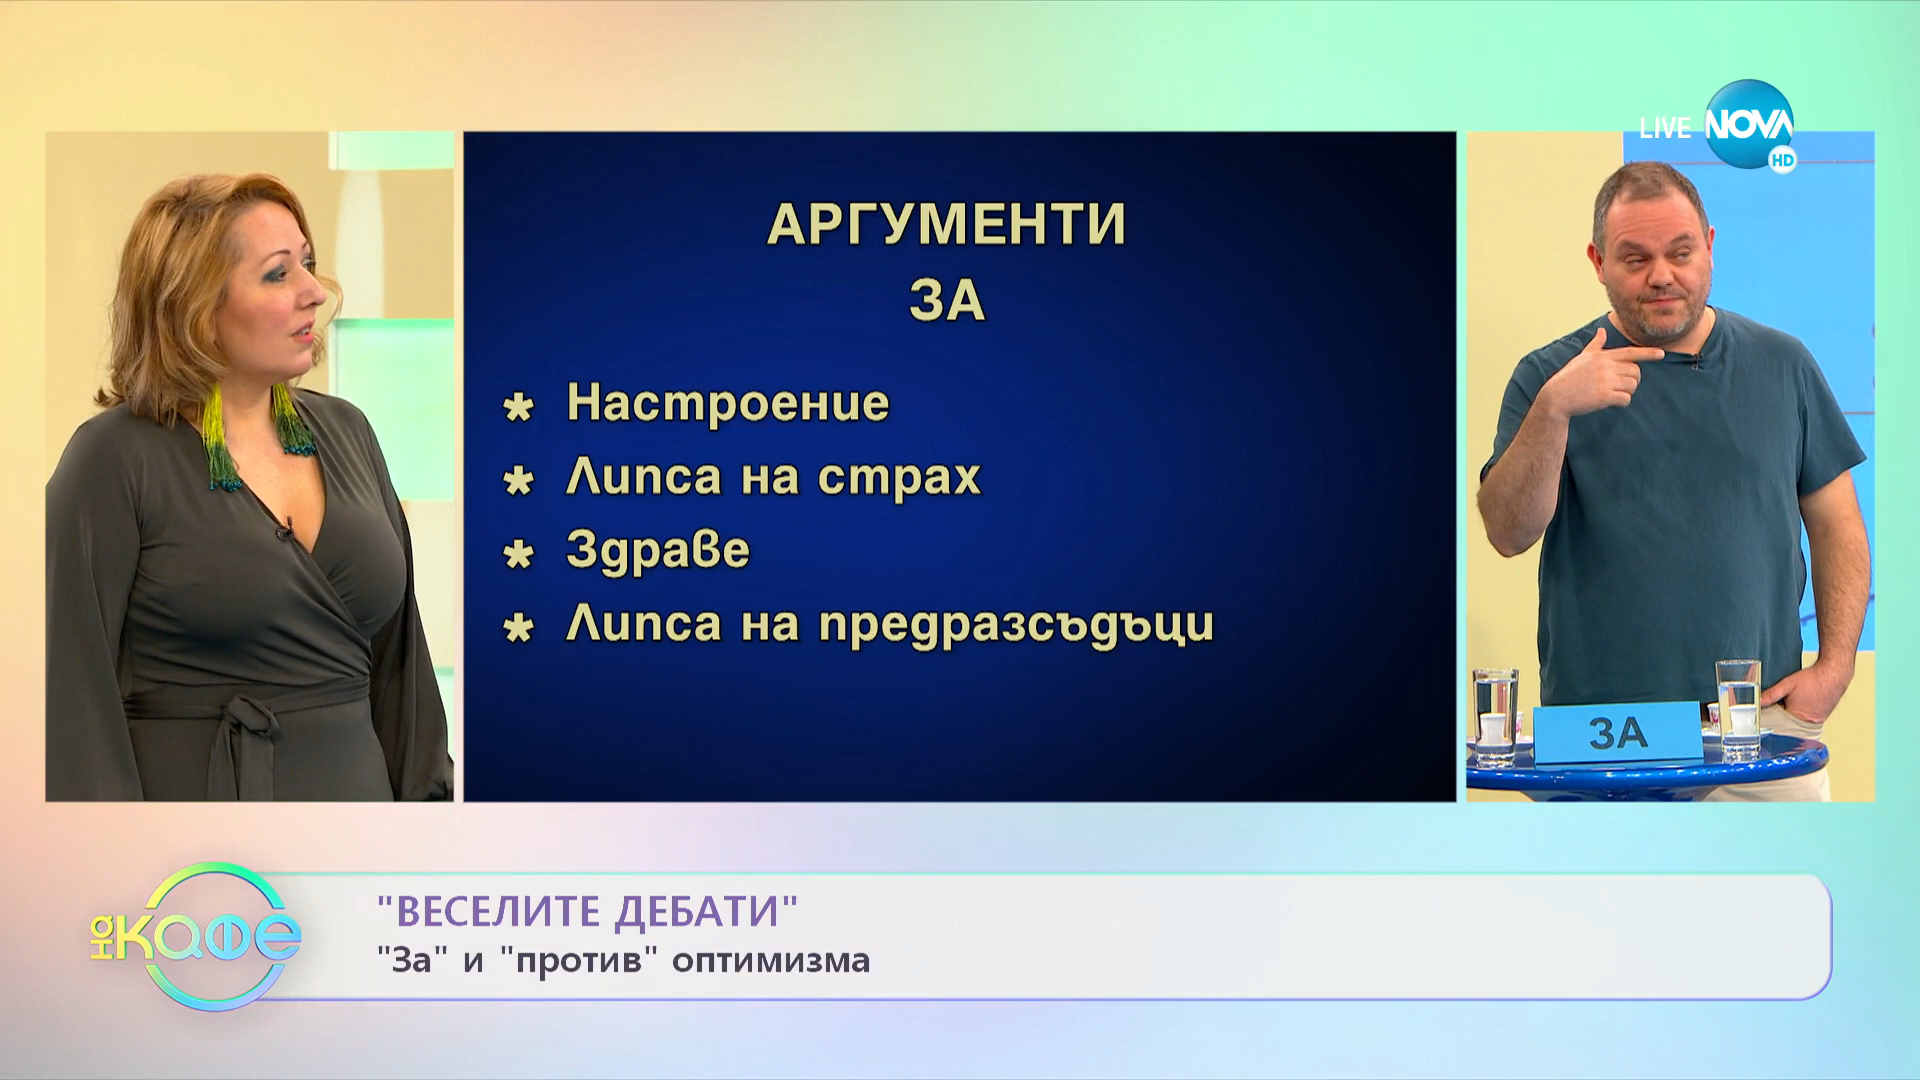 LIVE NOVA
HD
АРГУМЕНТИ
ЗА
* Настроение
* Липса на страх
* Здраве
* Липса на предразсъдъци
ЗА
НА КАФЕ
"ВЕСЕЛИТЕ ДЕБАТИ"
"За" и "против" оптимизма